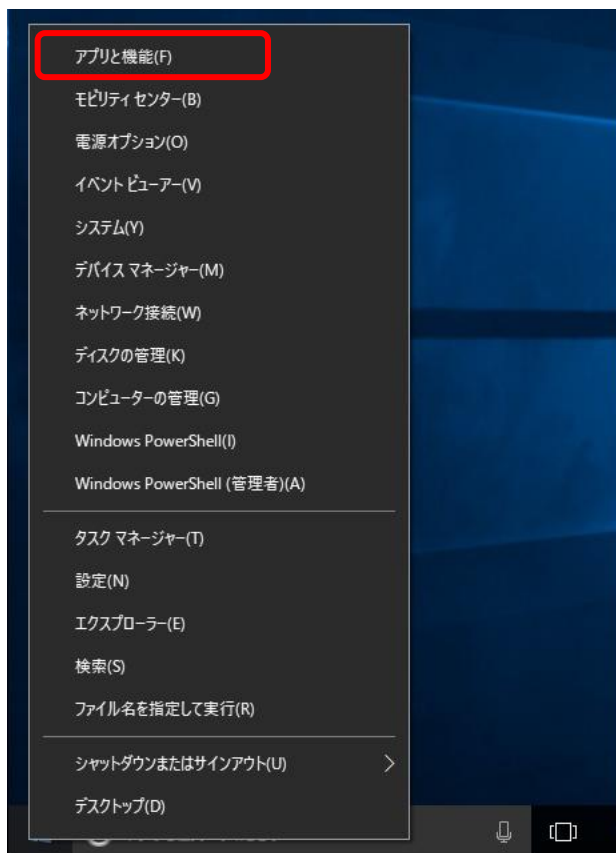 アプリと機能(F)
モビリティ センター(B)
電源オプション(O)
イベント ビューアー(V)
システム(Y)
デバイス マネージャー(M)
ネットワーク接続(W)
ディスクの管理(K)
コンピューターの管理(G)
Windows PowerShell(I)
Windows PowerShell (管理者)(A)
タスク マネージャー(T)
設定(N)
エクスプローラー(E)
検索(S)
ファイル名を指定して実行(R)
シャットダウンまたはサインアウト(U)
デスクトップ(D)